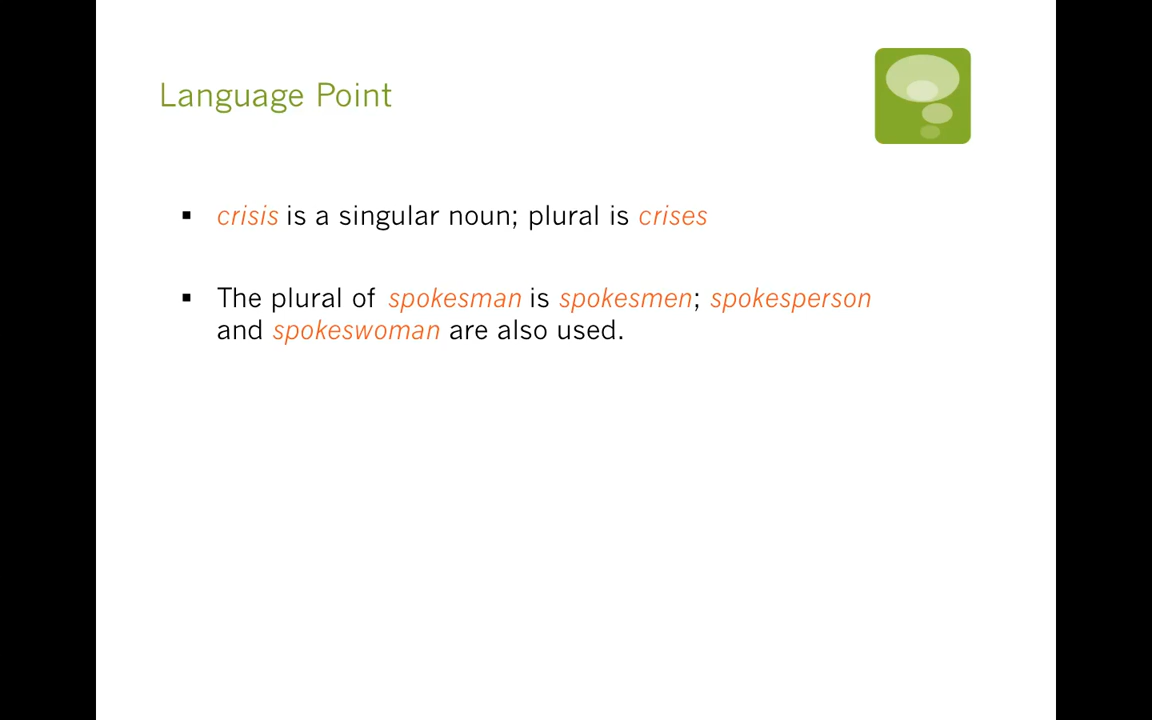 Language Point
▪ crisis is a singular noun; plural is crises
▪ The plural of spokesman is spokesmen; spokesperson
and spokeswoman are also used.